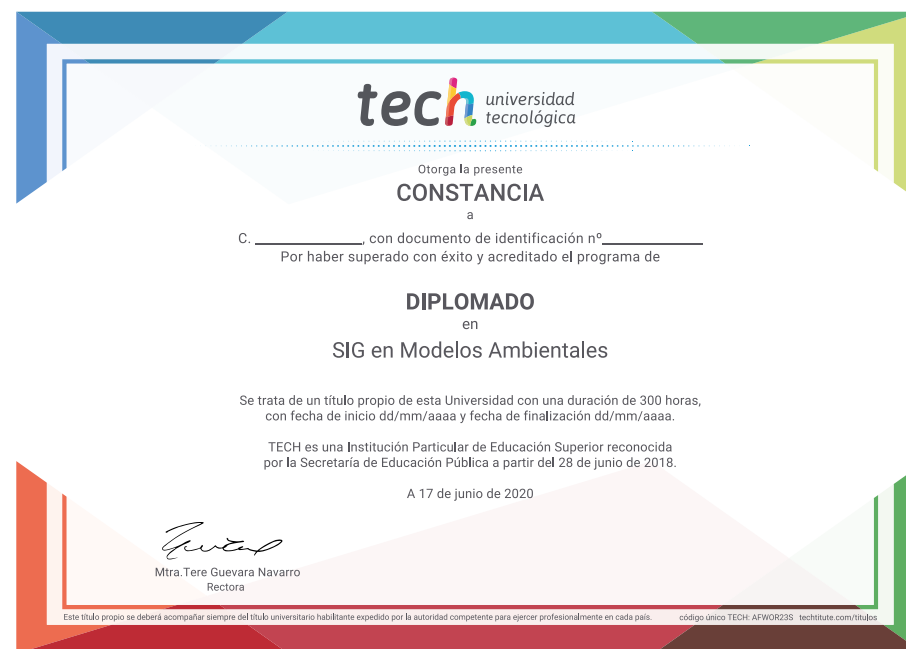 tech universidad
tecnológica
Otorga la presente
CONSTANCIA
a
C. ______________, con documento de identificación nº_____________
Por haber superado con éxito y acreditado el programa de
DIPLOMADO
en
SIG en Modelos Ambientales
Se trata de un título propio de esta Universidad con una duración de 300 horas,
con fecha de inicio dd/mm/aaaa y fecha de finalización dd/mm/aaaa.
TECH es una Institución Particular de Educación Superior reconocida
por la Secretaría de Educación Pública a partir del 28 de junio de 2018.
A 17 de junio de 2020
Mtra.Tere Guevara Navarro
Rectora
Este título propio se deberá acompañar siempre del título universitario habilitante expedido por la autoridad competente para ejercer profesionalmente en cada país. código único TECH: AFWOR23S techtitute.com/titulos